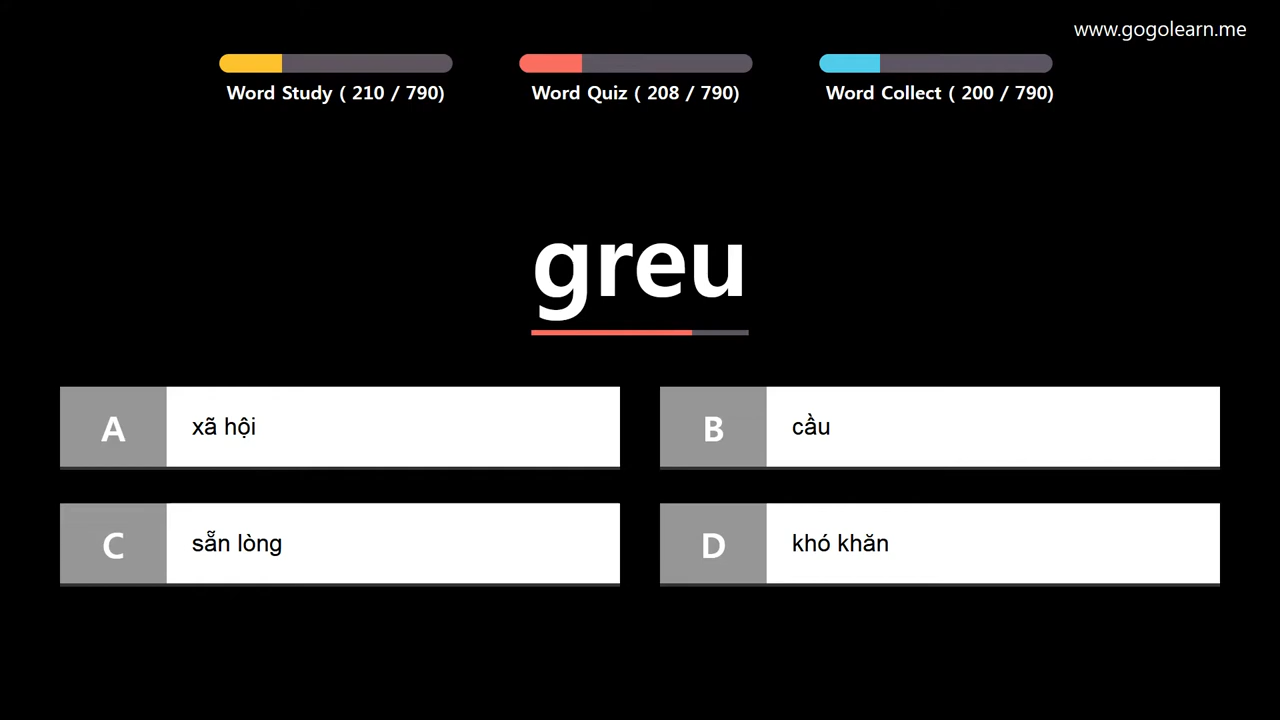 www.gogolearn.me
Word Study ( 210 / 790)
Word Quiz ( 208 / 790)
Word Collect ( 200 / 790)
greu
A
xã hội
B
cầu
C
sẵn lòng
D
khó khăn